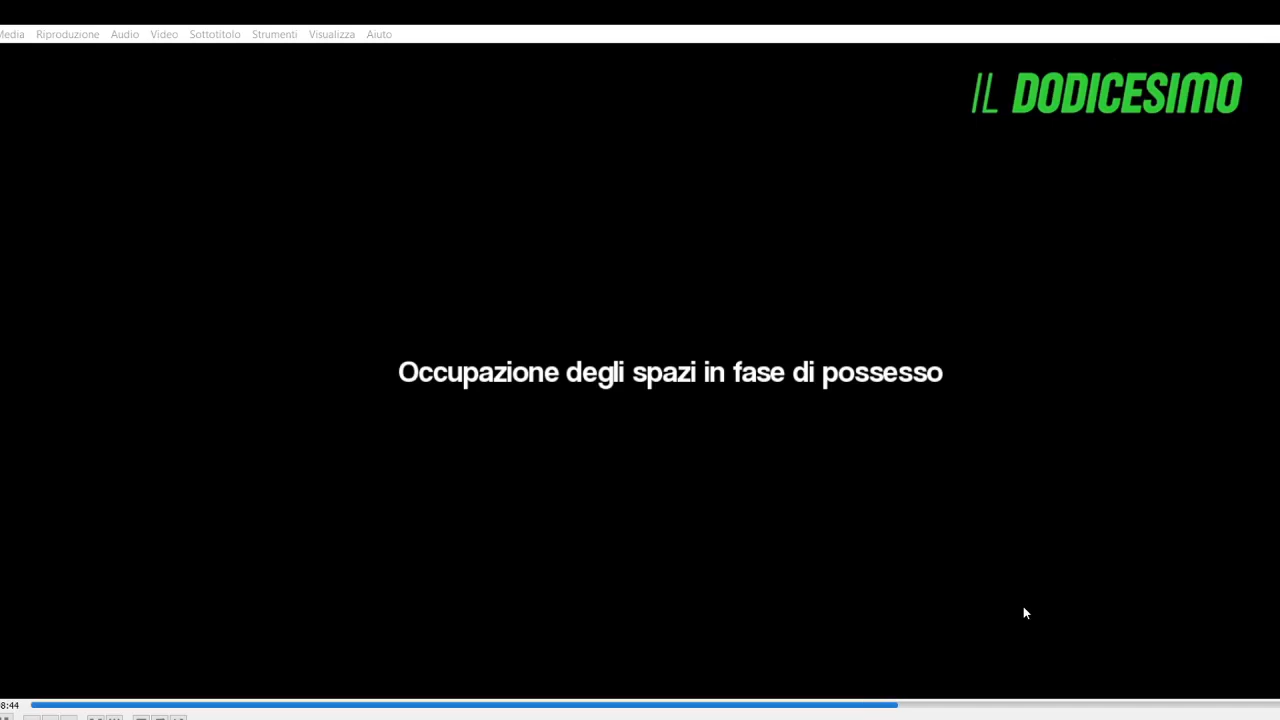 Media Riproduzione Audio Video Sottotitolo Strumenti Visualizza Aiuto
IL DODICESIMO
Occupazione degli spazi in fase di possesso
8:44